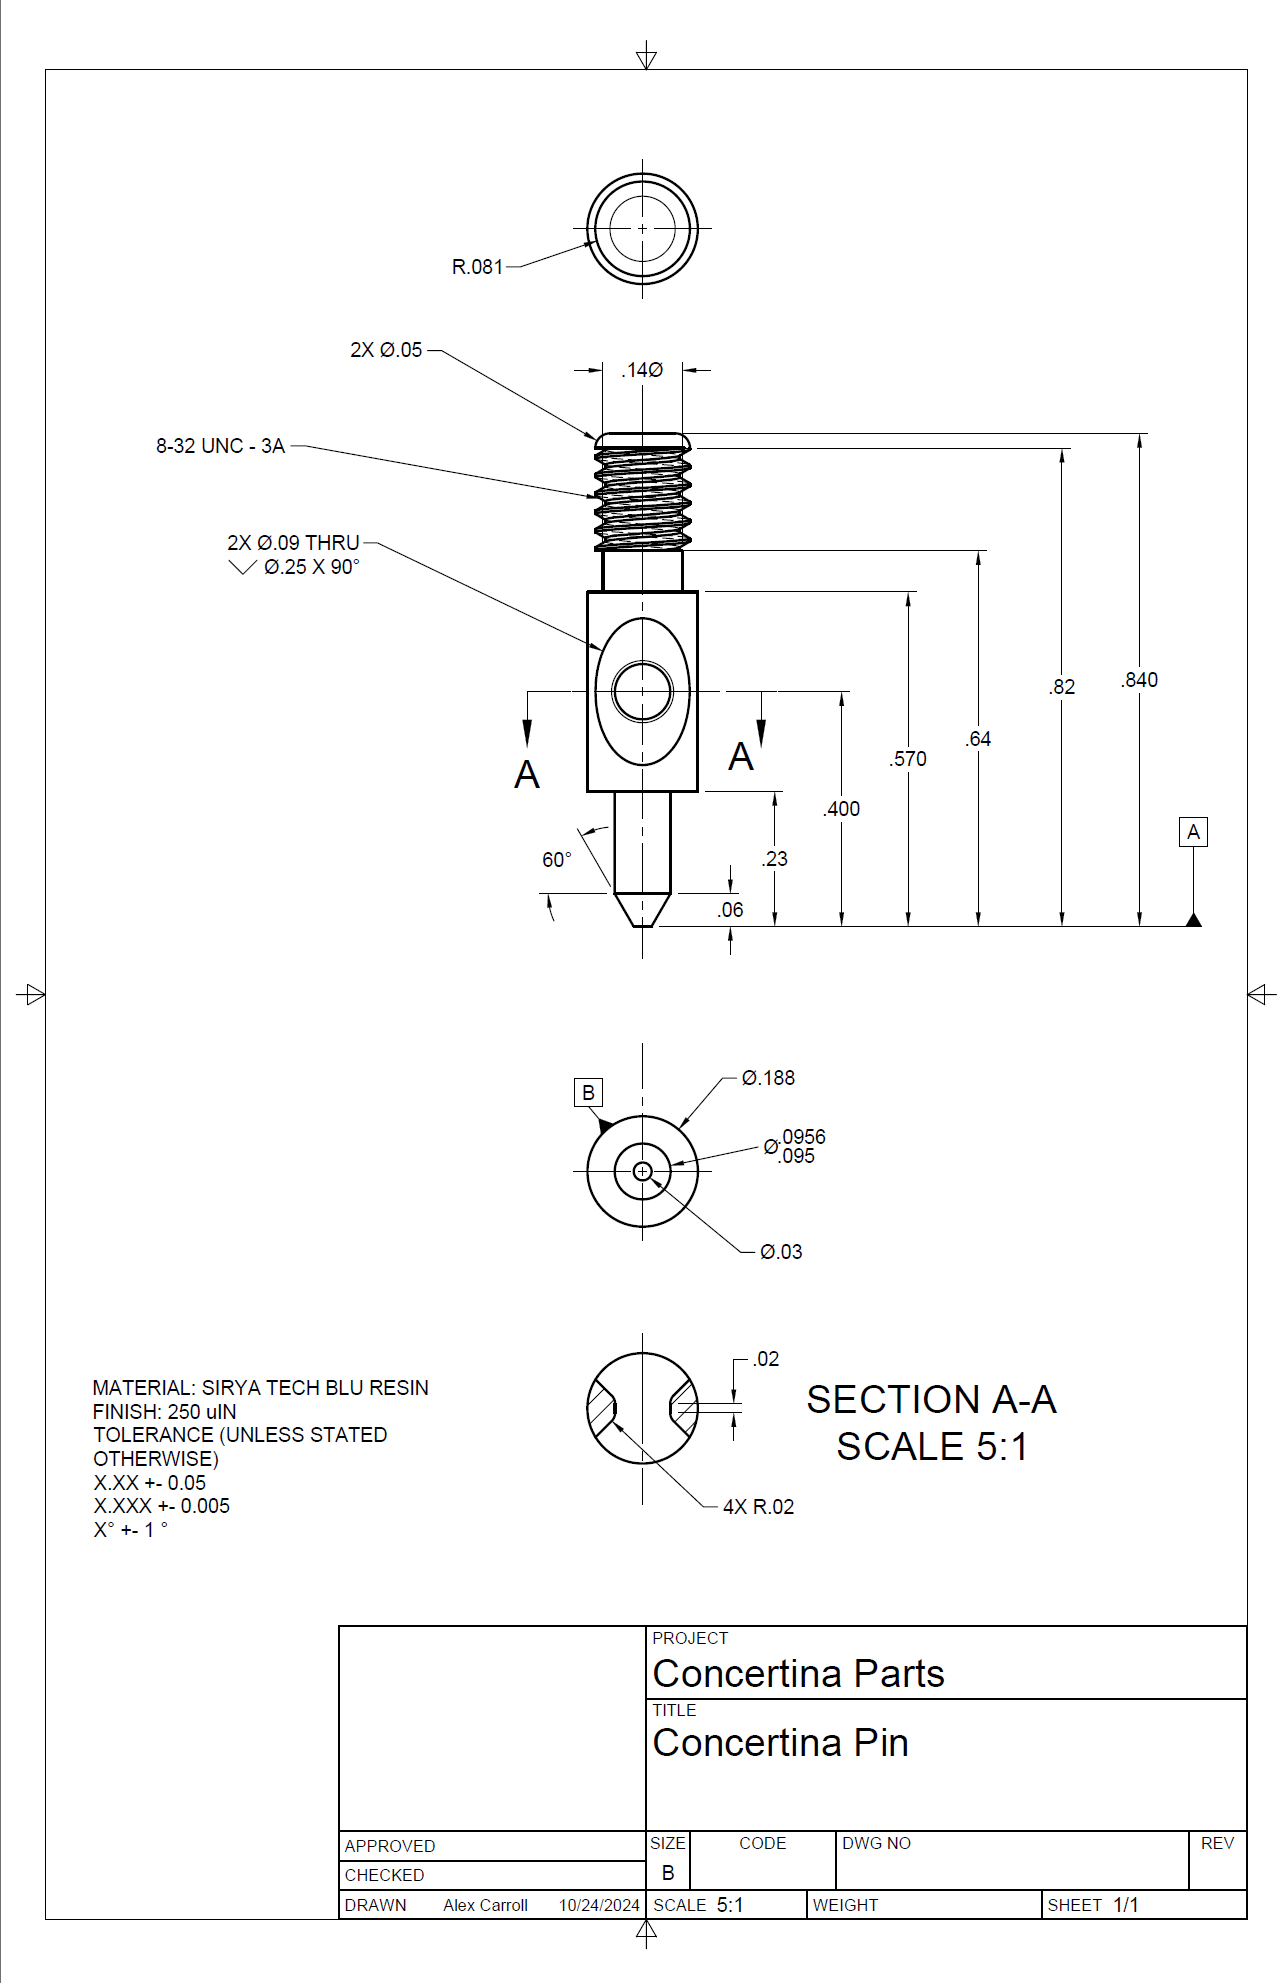 R.081
2X Ø.05
.14Ø
8-32 UNC - 3A
2X Ø.09 THRU
Ø.25 X 90°
.840
.82
.64
.570
A
A
.400
A
.23
60°
.06
B
Ø.188
Ø.0956
.095
Ø.03
.02
MATERIAL: SIRYA TECH BLU RESIN
FINISH: 250 uIN
TOLERANCE (UNLESS STATED
OTHERWISE)
X.XX +- 0.05
X.XXX +- 0.005
X° +- 1 °
SECTION A-A
SCALE 5:1
4X R.02
PROJECT
Concertina Parts
TITLE
Concertina Pin
APPROVED
CHECKED
DRAWN Alex Carroll 10/24/2024
SIZE
B
CODE
DWG NO
REV
SCALE 5:1
WEIGHT
SHEET 1/1